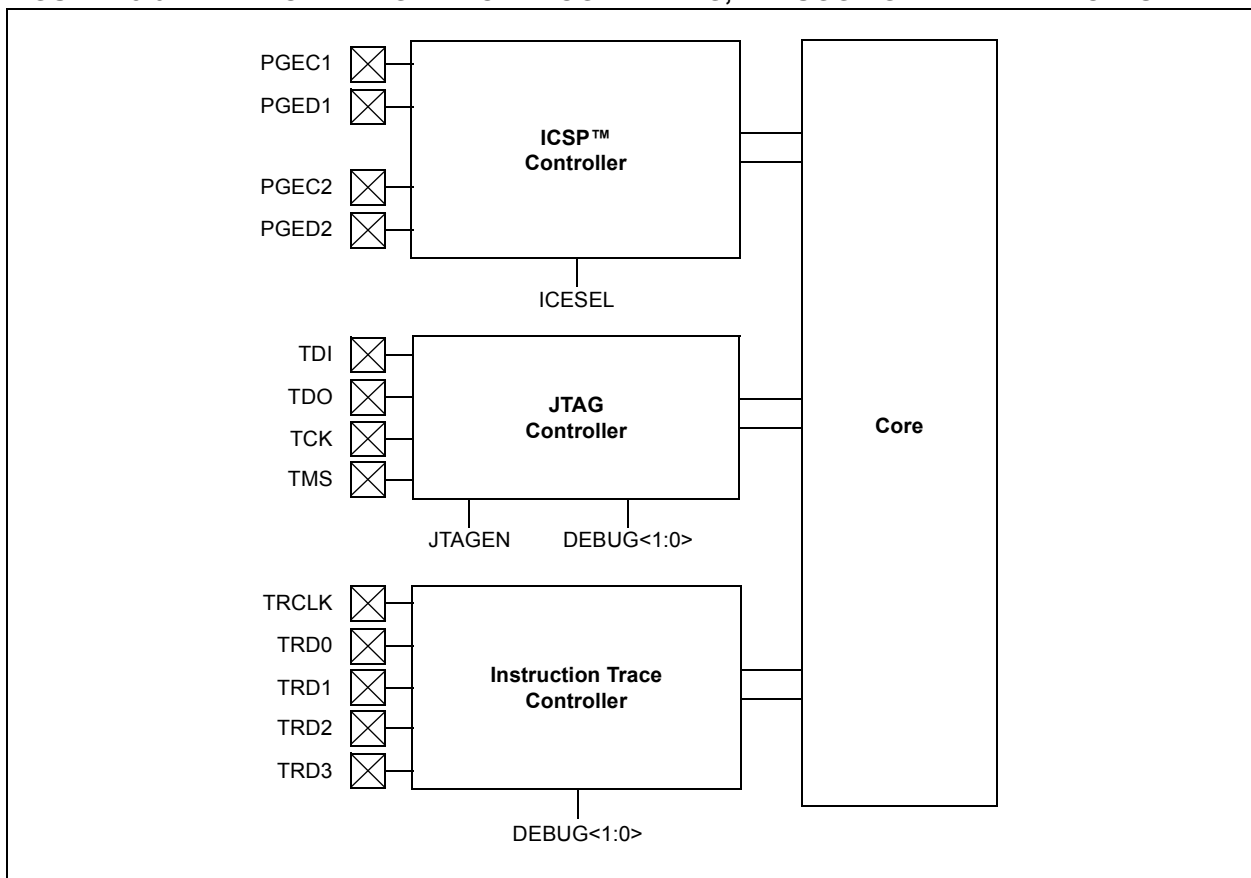 PGEC1
PGED1
PGEC2
PGED2
ICSP™
Controller
ICESEL
TDI
TDO
TCK
TMS
JTAG
Controller
Core
JTAGEN DEBUG<1:0>
TRCLK
TRD0
TRD1
TRD2
TRD3
Instruction Trace
Controller
DEBUG<1:0>